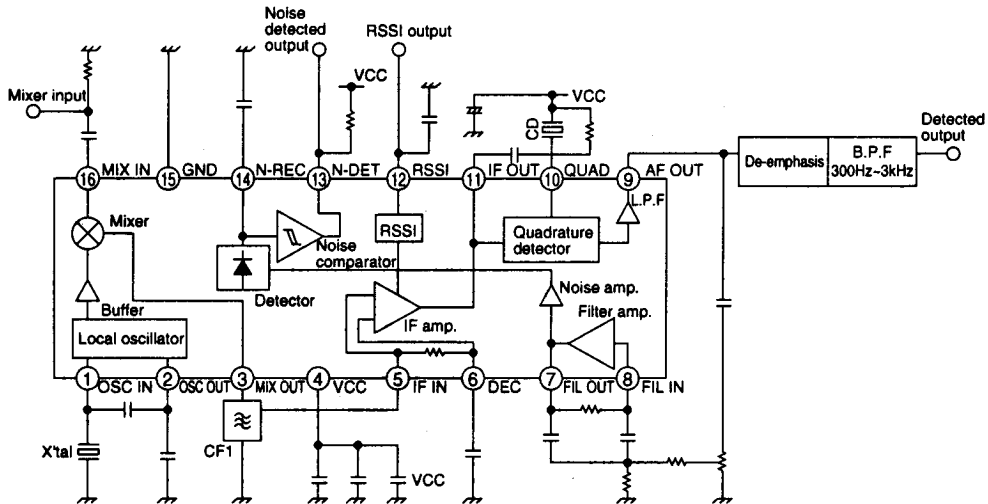 Noise
detected
output
RSSI output
VCC
VCC
Mixer input
CD
Detected
output
De-emphasis
B.P.F
300Hz~3kHz
16 MIX IN
15 GND
14 N-REC
13 N-DET
12 RSSI
11 IF OUT
10 QUAD
9 AF OUT
L.P.F
Mixer
RSSI
Quadrature
detector
Noise
comparator
Detector
Noise amp.
Filter amp.
Buffer
IF amp.
Local oscillator
1 OSC IN
2 OSC OUT
3 MIX OUT
4 VCC
5 IF IN
6 DEC
7 FIL OUT
8 FIL IN
X'tal
CF1
VCC